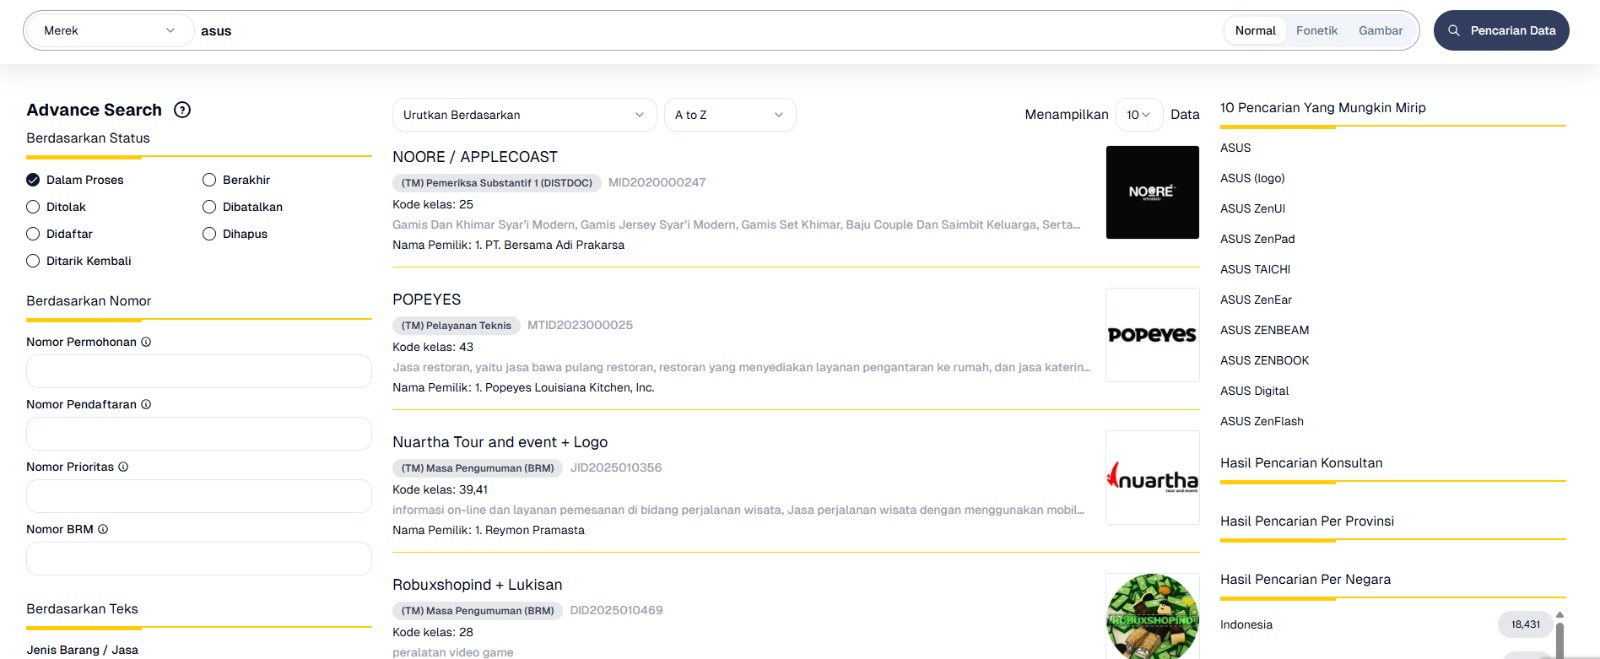 Merek
asus
Normal
Fonetik
Gambar
Pencarian Data
Advance Search
Berdasarkan Status
Dalam Proses
Berakhir
Ditolak
Dibatalkan
Didaftar
Dihapus
Ditarik Kembali
Berdasarkan Nomor
Nomor Permohonan
Nomor Pendaftaran
Nomor Prioritas
Nomor BRM
Berdasarkan Teks
Jenis Barang / Jasa
Urutkan Berdasarkan
A to Z
Menampilkan 10 Data
NOORE / APPLECOAST
(TM) Pemeriksa Substantif 1 (DISTDOC) MID2020000247
Kode kelas: 25
Gamis Dan Khimar Syar'i Modern, Gamis Jersey Syar'i Modern, Gamis Set Khimar, Baju Couple Dan Saimbit Keluarga, Serta...
Nama Pemilik: 1. PT. Bersama Adi Prakarsa
NOORÉ
POPEYES
(TM) Pelayanan Teknis MTID2023000025
Kode kelas: 43
Jasa restoran, yaitu jasa bawa pulang restoran, restoran yang menyediakan layanan pengantaran ke rumah, dan jasa katerin...
Nama Pemilik: 1. Popeyes Louisiana Kitchen, Inc.
POPEYES
Nuartha Tour and event + Logo
(TM) Masa Pengumuman (BRM) JID2025010356
Kode kelas: 39,41
informasi on-line dan layanan pemesanan di bidang perjalanan wisata, Jasa perjalanan wisata dengan menggunakan mobil...
Nama Pemilik: 1. Reymon Pramasta
nuartha
tour and event
Robuxshopind + Lukisan
(TM) Masa Pengumuman (BRM) DID2025010469
Kode kelas: 28
peralatan video game
ROBUXSHOPIND
10 Pencarian Yang Mungkin Mirip
ASUS
ASUS (logo)
ASUS ZenUI
ASUS ZenPad
ASUS TAICHI
ASUS ZenEar
ASUS ZENBEAM
ASUS ZENBOOK
ASUS Digital
ASUS ZenFlash
Hasil Pencarian Konsultan
Hasil Pencarian Per Provinsi
Hasil Pencarian Per Negara
Indonesia 18,431